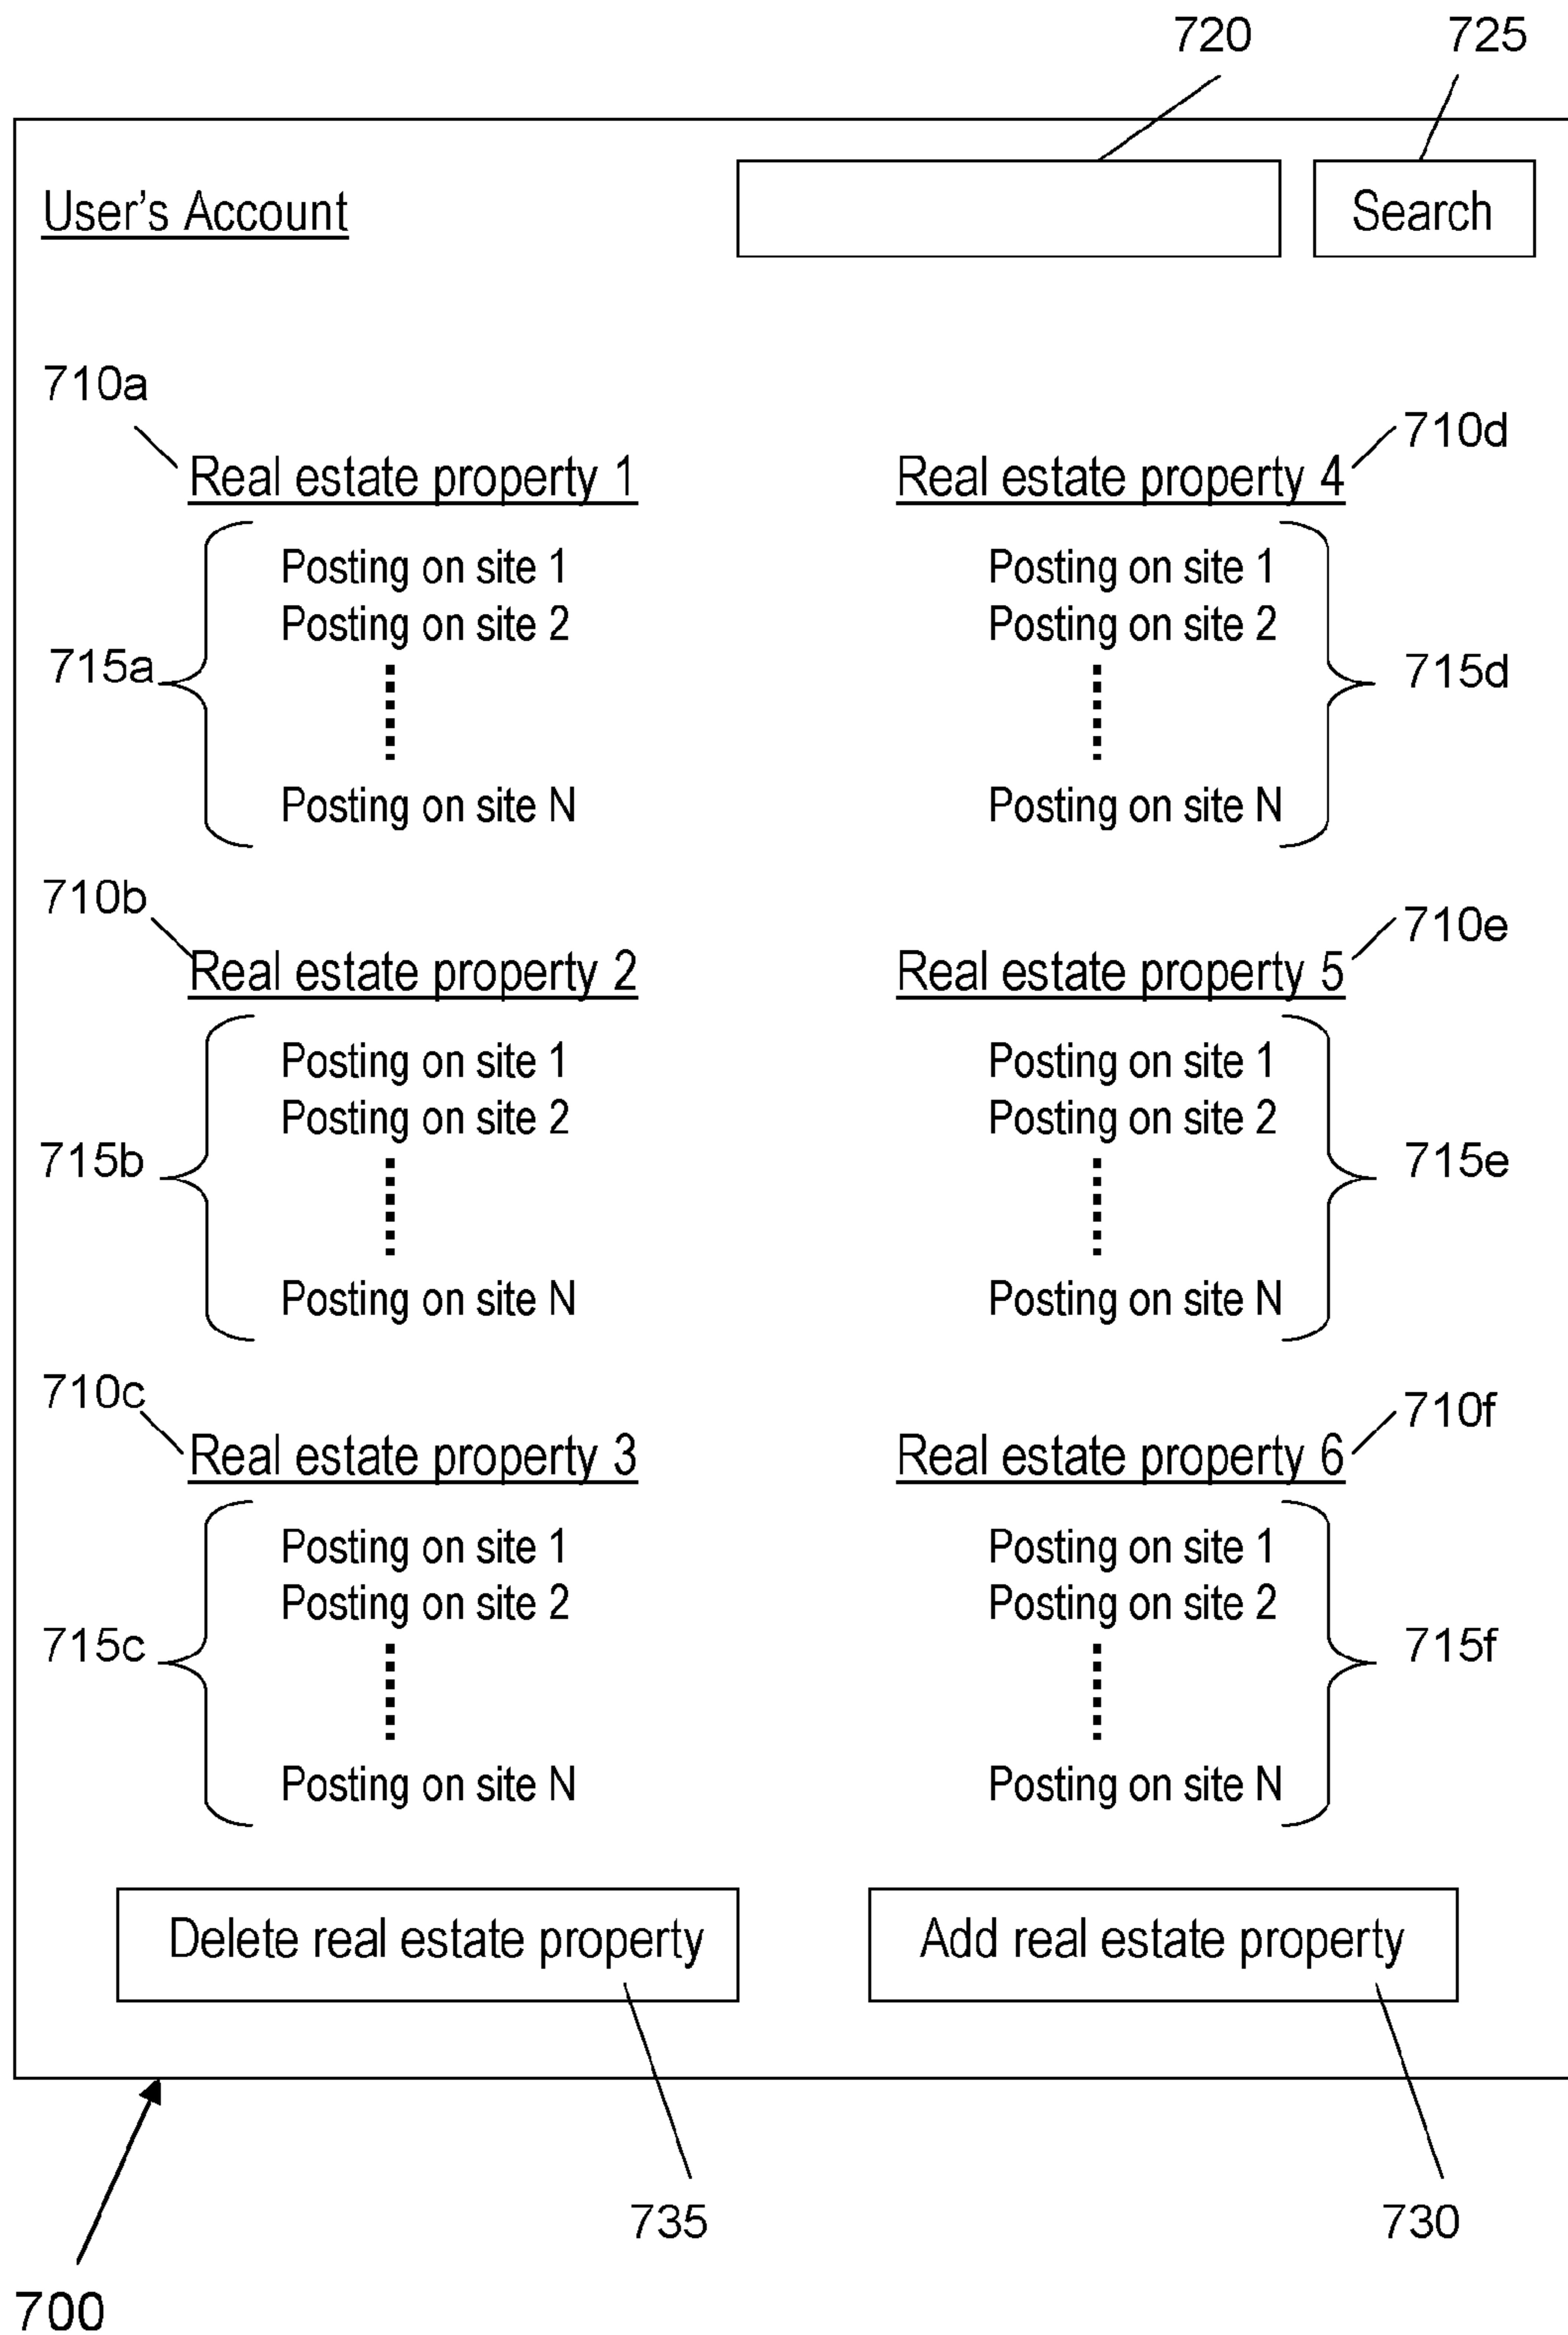 720 725
User's Account Search
710a 710d
Real estate property 1 Real estate property 4
Posting on site 1 Posting on site 1
Posting on site 2 Posting on site 2
715a 715d
Posting on site N Posting on site N
710b 710e
Real estate property 2 Real estate property 5
Posting on site 1 Posting on site 1
Posting on site 2 Posting on site 2
715b 715e
Posting on site N Posting on site N
710c 710f
Real estate property 3 Real estate property 6
Posting on site 1 Posting on site 1
Posting on site 2 Posting on site 2
715c 715f
Posting on site N Posting on site N
Delete real estate property Add real estate property
735 730
700